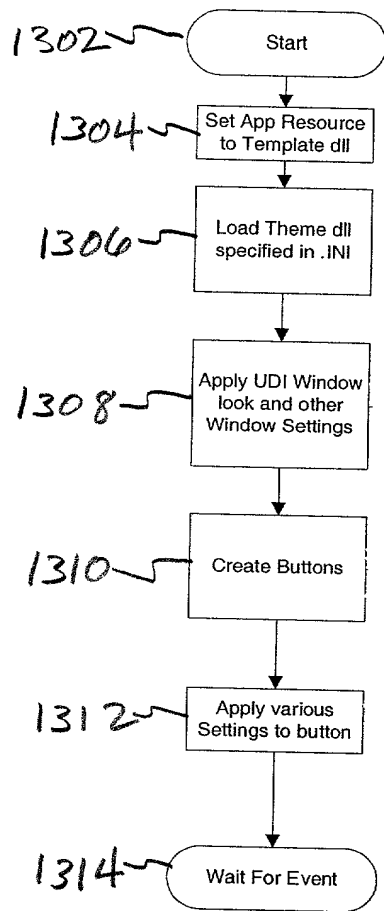 1302
Start
1304
Set App Resource
to Template dll
1306
Load Theme dll
specified in .INI
1308
Apply UDI Window
look and other
Window Settings
1310
Create Buttons
1312
Apply various
Settings to button
1314
Wait For Event